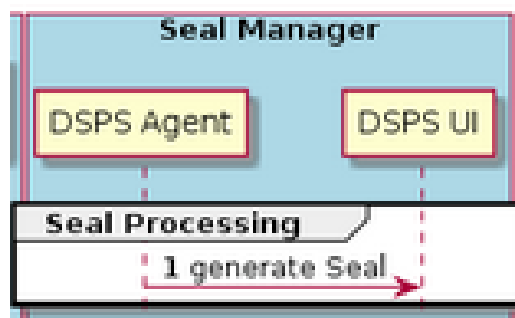 Seal Manager
DSPS Agent
DSPS UI
Seal Processing
1 generate Seal